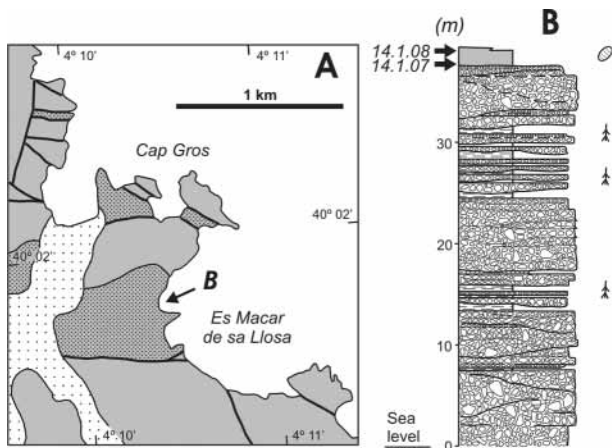 4º 10' 4º 11'
A
1 km
Cap Gros
40º 02'
40º 02'
B
Es Macar
de sa Llosa
4º 10' 4º 11'
(m)
B
14.1.08
14.1.07
30
20
10
Sea
level
0